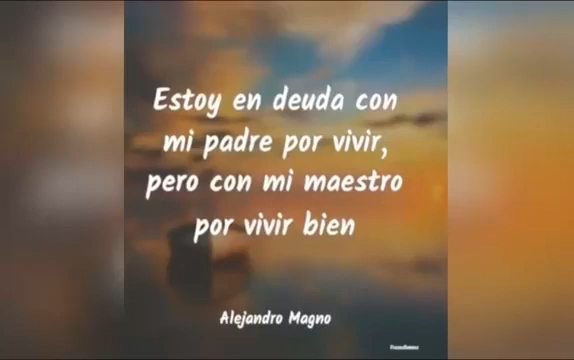 Estoy en deuda con
mi padre por vivir,
pero con mi maestro
por vivir bien
Alejandro Magno